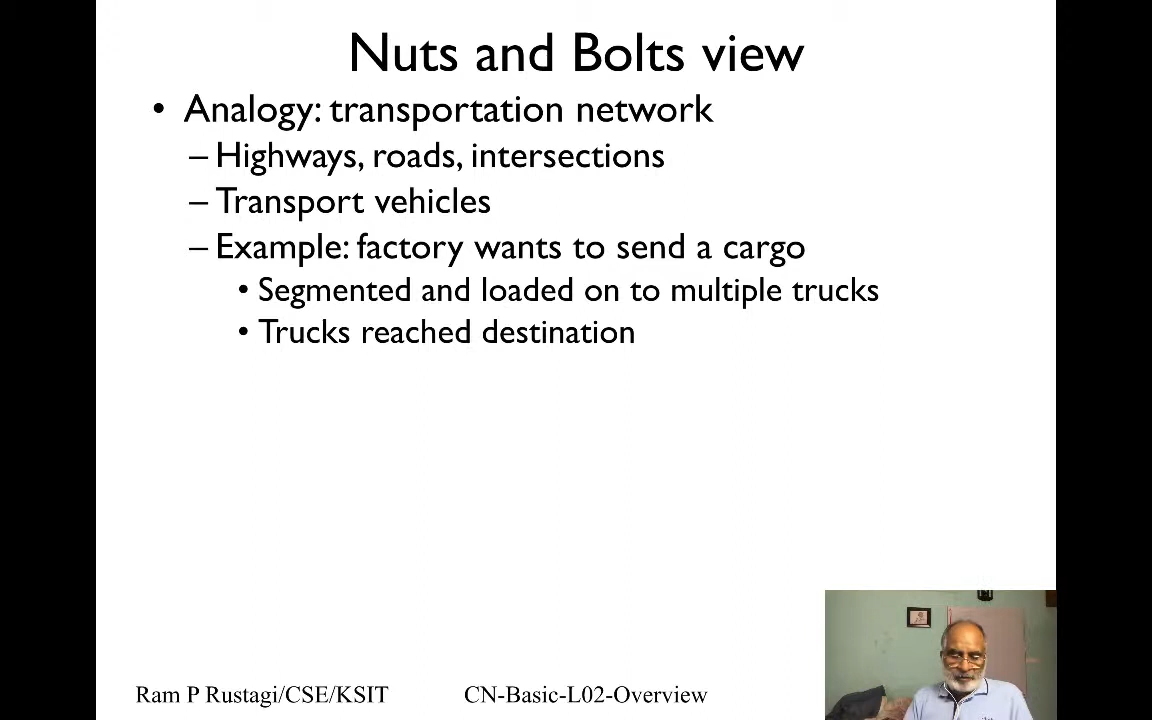 Nuts and Bolts view
• Analogy: transportation network
– Highways, roads, intersections
– Transport vehicles
– Example: factory wants to send a cargo
• Segmented and loaded on to multiple trucks
• Trucks reached destination
Ram P Rustagi/CSE/KSIT CN-Basic-L02-Overview